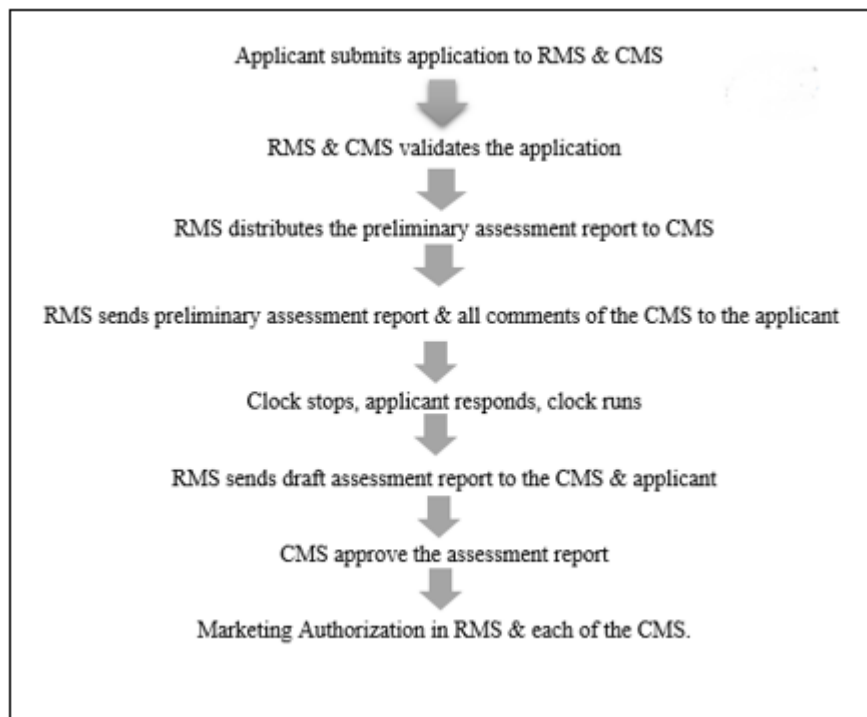 Applicant submits application to RMS & CMS
RMS & CMS validates the application
RMS distributes the preliminary assessment report to CMS
RMS sends preliminary assessment report & all comments of the CMS to the applicant
Clock stops, applicant responds, clock runs
RMS sends draft assessment report to the CMS & applicant
CMS approve the assessment report
Marketing Authorization in RMS & each of the CMS.